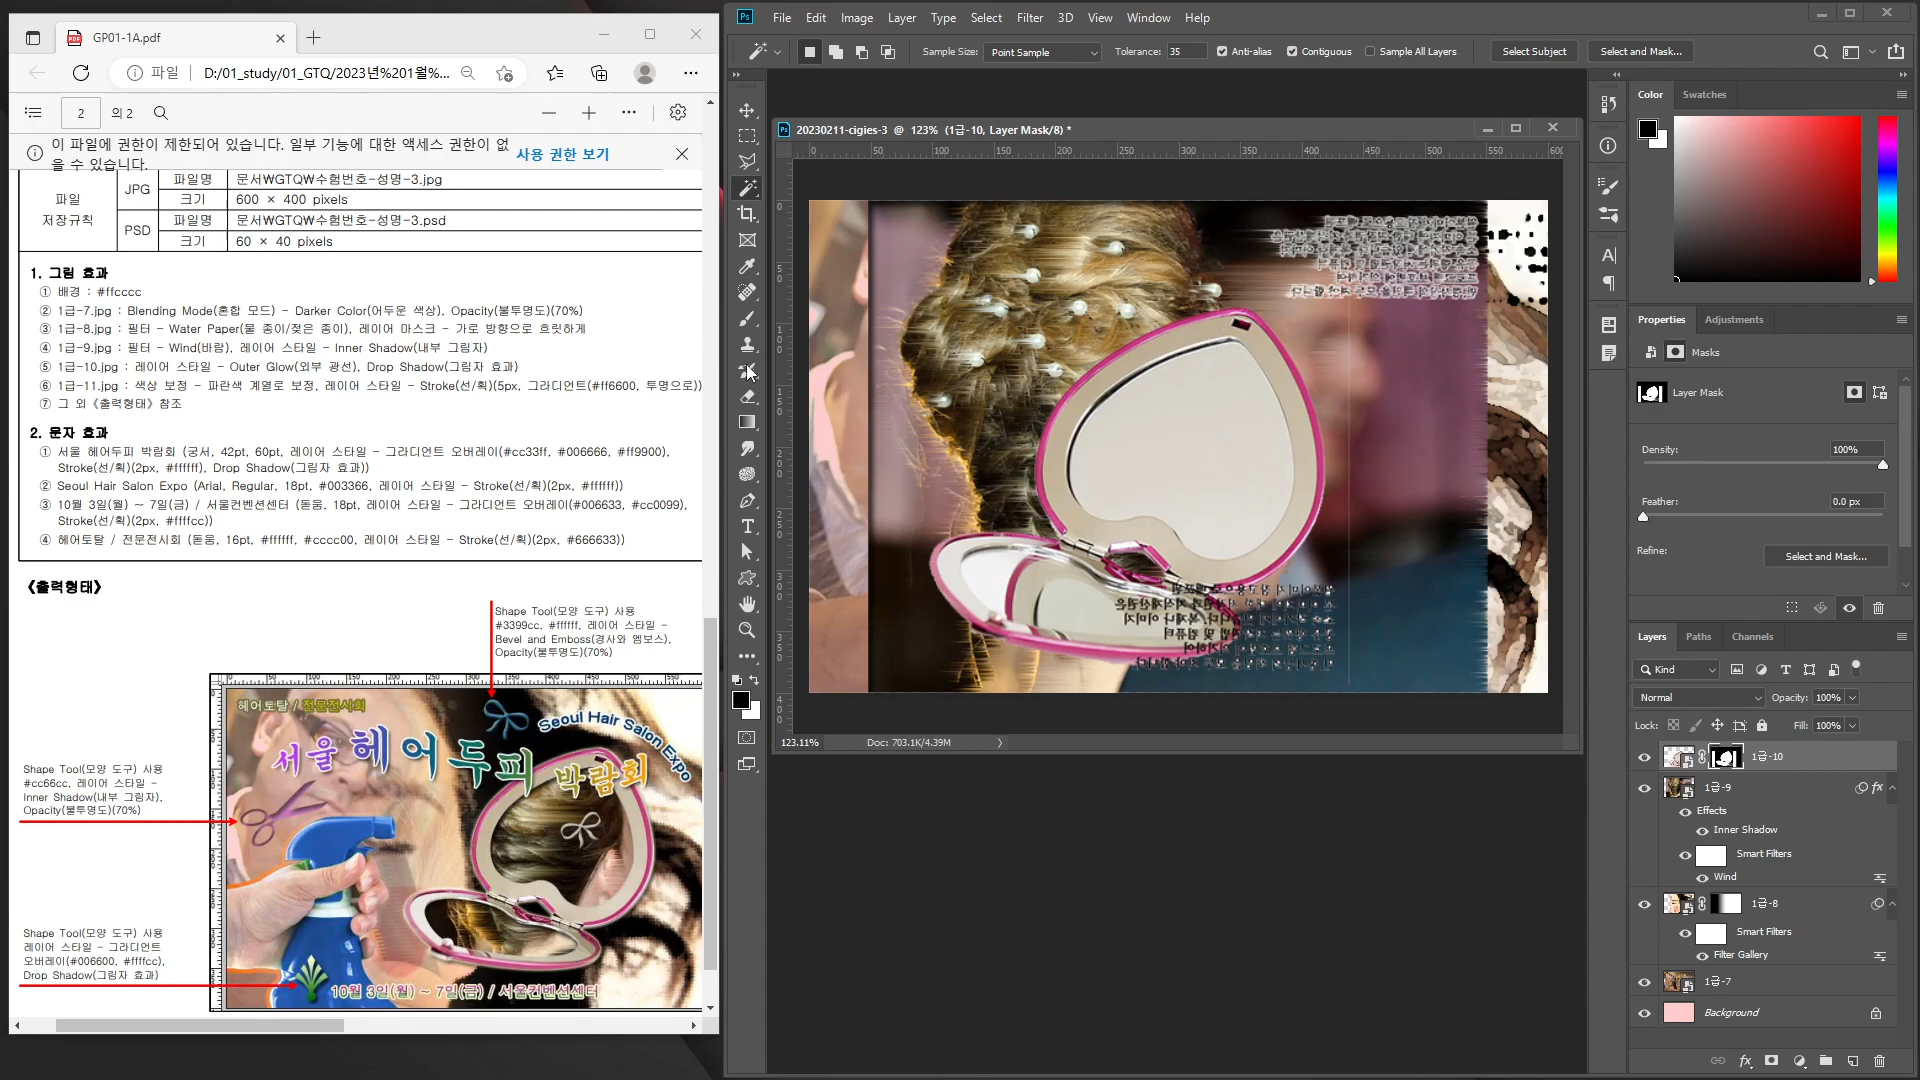 GP01-1A.pdf
파일
D:/01_study/01_GTQ/2023년%201월%...
2
의 2
이 파일에 권한이 제한되어 있습니다. 일부 기능에 대한 액세스 권한이 없
을 수 있습니다.
사용 권한 보기
파일
저장규칙
JPG
파일명
문서₩GTQ₩수험번호-성명-3.jpg
크기
600 × 400 pixels
PSD
파일명
문서₩GTQ₩수험번호-성명-3.psd
크기
60 × 40 pixels
1. 그림 효과
① 배경 : #ffcccc
② 1급-7.jpg : Blending Mode(혼합 모드) - Darker Color(어두운 색상), Opacity(불투명도)(70%)
③ 1급-8.jpg : 필터 - Water Paper(물 종이/젖은 종이), 레이어 마스크 - 가로 방향으로 흐릿하게
④ 1급-9.jpg : 필터 - Wind(바람), 레이어 스타일 - Inner Shadow(내부 그림자)
⑤ 1급-10.jpg : 레이어 스타일 - Outer Glow(외부 광선), Drop Shadow(그림자 효과)
⑥ 1급-11.jpg : 색상 보정 - 파란색 계열로 보정, 레이어 스타일 - Stroke(선/획)(5px, 그라디언트(#ff6600, 투명으로))
⑦ 그 외《출력형태》참조
2. 문자 효과
① 서울 헤어두피 박람회 (궁서, 42pt, 60pt, 레이어 스타일 - 그라디언트 오버레이(#cc33ff, #006666, #ff9900),
Stroke(선/획)(2px, #ffffff), Drop Shadow(그림자 효과))
② Seoul Hair Salon Expo (Arial, Regular, 18pt, #003366, 레이어 스타일 - Stroke(선/획)(2px, #ffffff))
③ 10월 3일(월) ~ 7일(금) / 서울컨벤션센터 (돋움, 18pt, 레이어 스타일 - 그라디언트 오버레이(#006633, #cc0099),
Stroke(선/획)(2px, #ffffcc))
④ 헤어토탈 / 전문전시회 (돋움, 16pt, #ffffff, #cccc00, 레이어 스타일 - Stroke(선/획)(2px, #666633))
《출력형태》
Shape Tool(모양 도구) 사용
#3399cc, #ffffff, 레이어 스타일 -
Bevel and Emboss(경사와 엠보스),
Opacity(불투명도)(70%)
Shape Tool(모양 도구) 사용
#cc66cc, 레이어 스타일 -
Inner Shadow(내부 그림자),
Opacity(불투명도)(70%)
Shape Tool(모양 도구) 사용
레이어 스타일 - 그라디언트
오버레이(#006600, #ffffcc),
Drop Shadow(그림자 효과)
0 50 100 150 200 250 300 350 400 450 500 550
헤어토탈 / 전문전시회
Seoul Hair Salon Expo
서울 헤어두피 박람회
10월 3일(월) ~ 7일(금) / 서울컨벤션센터
Ps
File Edit Image Layer Type Select Filter 3D View Window Help
Sample Size: Point Sample Tolerance: 35 Anti-alias Contiguous Sample All Layers Select Subject Select and Mask...
20230211-cigies-3 @ 123% (1급-10, Layer Mask/8) *
0 50 100 150 200 250 300 350 400 450 500 550 600
123.11% Doc: 703.1K/4.39M
Color Swatches
Properties Adjustments
Masks
Layer Mask
Density: 100%
Feather: 0.0 px
Refine: Select and Mask...
Layers Paths Channels
Kind
Normal Opacity: 100%
Lock: Fill: 100%
1급-10
1급-9 fx
Effects
Inner Shadow
Smart Filters
Wind
1급-8
Smart Filters
Filter Gallery
1급-7
Background
fx